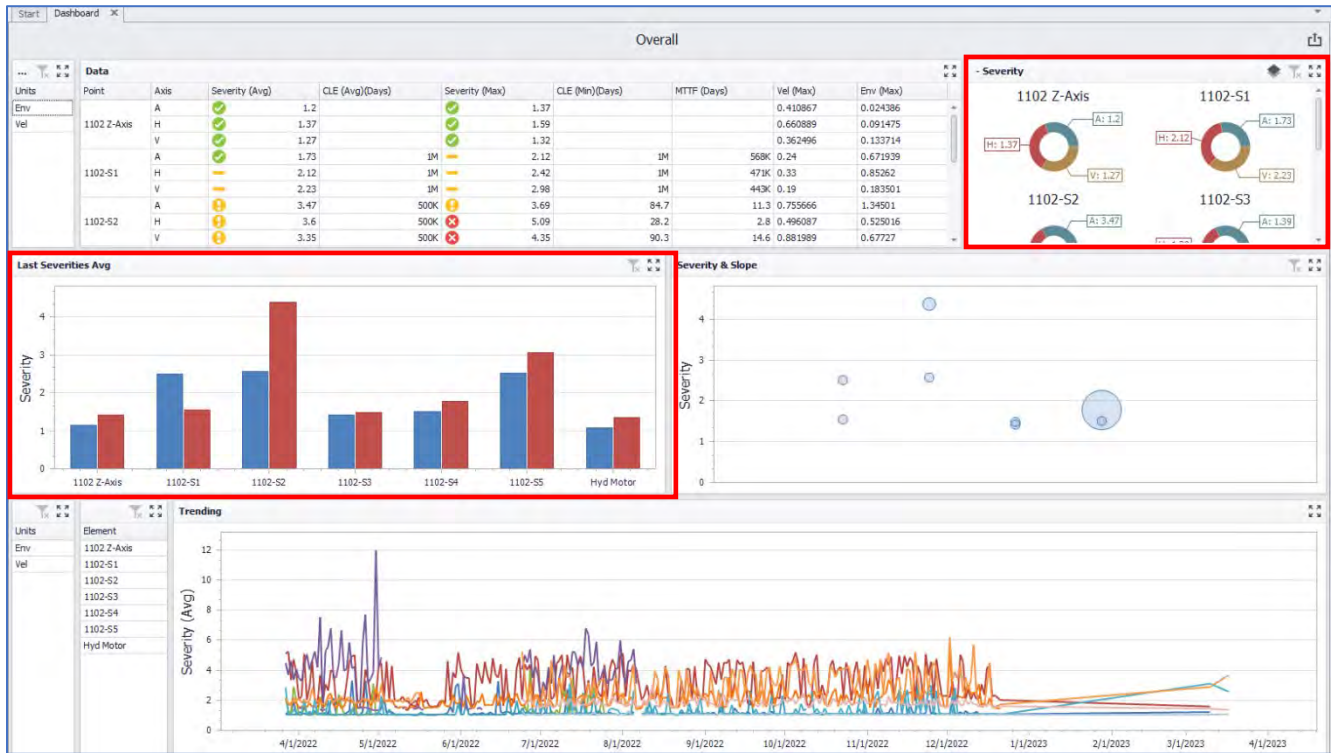 Start Dashboard
Overall
...
Units
Env
Vel
Data
Point Axis Severity (Avg) CLE (Avg)(Days) Severity (Max) CLE (Min)(Days) MTTF (Days) Vel (Max) Env (Max)
A 1.2 1.37 0.410867 0.024386
1102 Z-Axis H 1.37 1.59 0.660889 0.091475
V 1.27 1.32 0.362496 0.133714
A 1.73 1M 2.12 1M 568K 0.24 0.671939
1102-S1 H 2.12 1M 2.42 1M 471K 0.33 0.85262
V 2.23 1M 2.98 1M 443K 0.19 0.183501
A 3.47 500K 3.69 84.7 11.3 0.755666 1.34501
1102-S2 H 3.6 500K 5.09 28.2 2.8 0.496087 0.525016
V 3.35 500K 4.35 90.3 14.6 0.881989 0.67727
- Severity
1102 Z-Axis 1102-S1
A: 1.2 A: 1.73
H: 1.37 H: 2.12
V: 1.27 V: 2.23
1102-S2 1102-S3
A: 3.47 A: 1.39
Last Severities Avg
Severity
4
3
2
1
0
1102 Z-Axis 1102-S1 1102-S2 1102-S3 1102-S4 1102-S5 Hyd Motor
Severity & Slope
Severity
4
3
2
1
0
Units
Env
Vel
Element
1102 Z-Axis
1102-S1
1102-S2
1102-S3
1102-S4
1102-S5
Hyd Motor
Trending
Severity (Avg)
12
10
8
6
4
2
0
4/1/2022 5/1/2022 6/1/2022 7/1/2022 8/1/2022 9/1/2022 10/1/2022 11/1/2022 12/1/2022 1/1/2023 2/1/2023 3/1/2023 4/1/2023